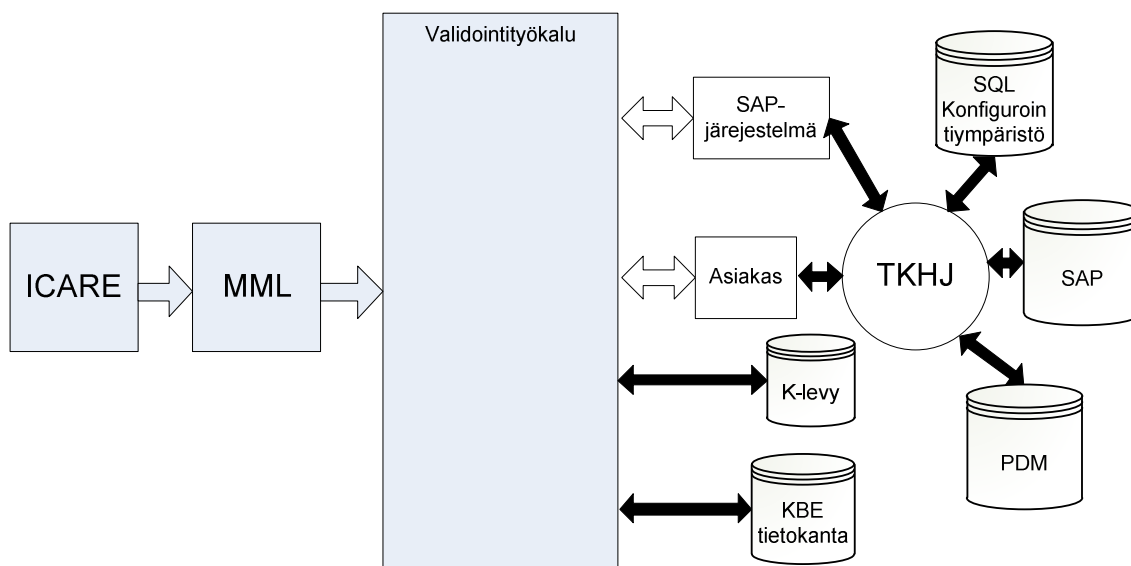 Validointityökalu
SAP-
järejestelmä
SQL
Konfiguroin
tiympäristö
ICARE
MML
Asiakas
TKHJ
SAP
K-levy
PDM
KBE
tietokanta